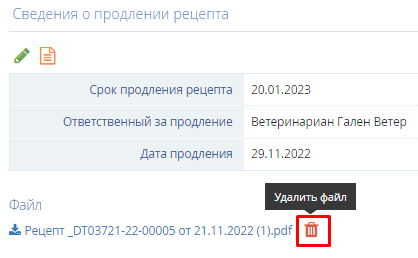 Сведения о продлении рецепта
Срок продления рецепта 20.01.2023
Ответственный за продление Ветеринариан Гален Ветер
Дата продления 29.11.2022
Удалить файл
Файл
Рецепт _DT03721-22-00005 от 21.11.2022 (1).pdf